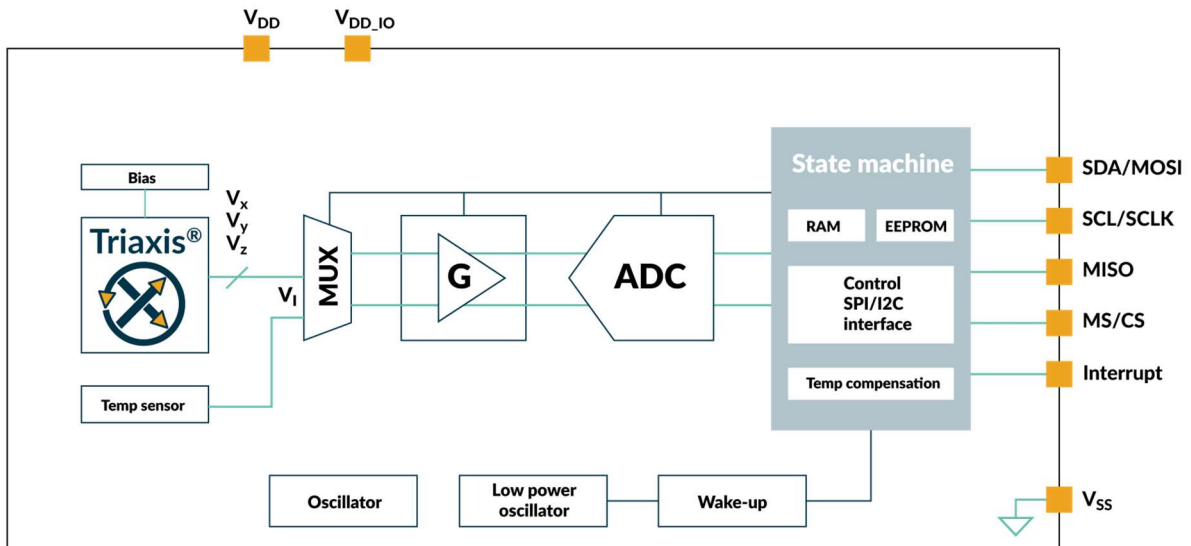 VDD
VDD_IO
State machine
SDA/MOSI
Bias
Vx
Vy
Vz
RAM
EEPROM
SCL/SCLK
Triaxis®
MUX
G
ADC
MISO
VI
Control
SPI/I2C
interface
MS/CS
Temp sensor
Temp compensation
Interrupt
Oscillator
Low power
oscillator
Wake-up
VSS